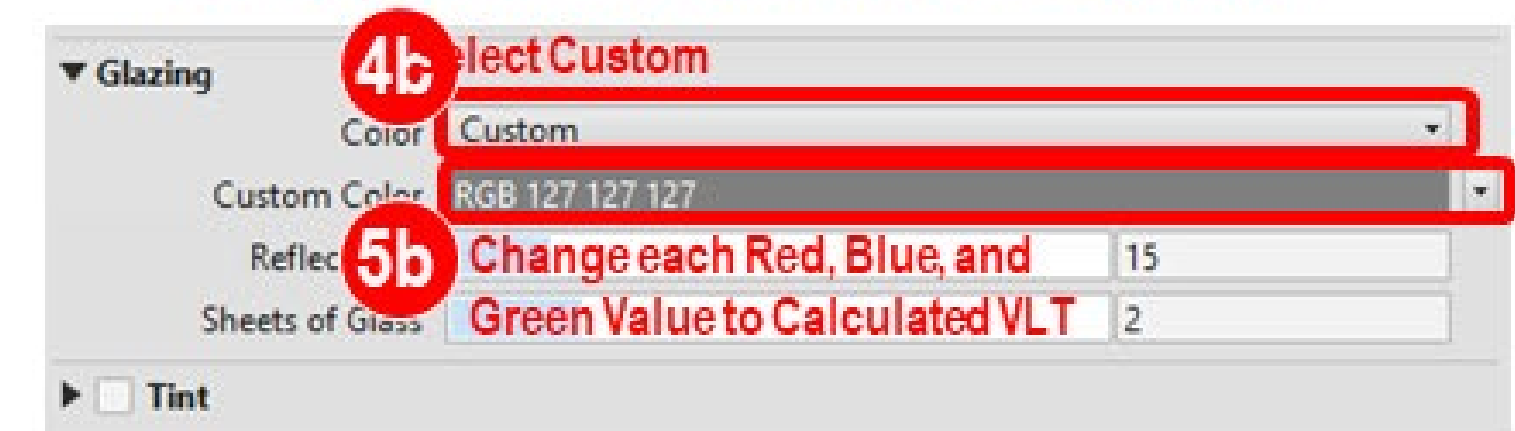 ▼ Glazing
4b elect Custom
Color Custom
Custom Color RGB 127 127 127
Reflec 15
5b Change each Red, Blue, and
Green Value to Calculated VLT
Sheets of Glass 2
Tint